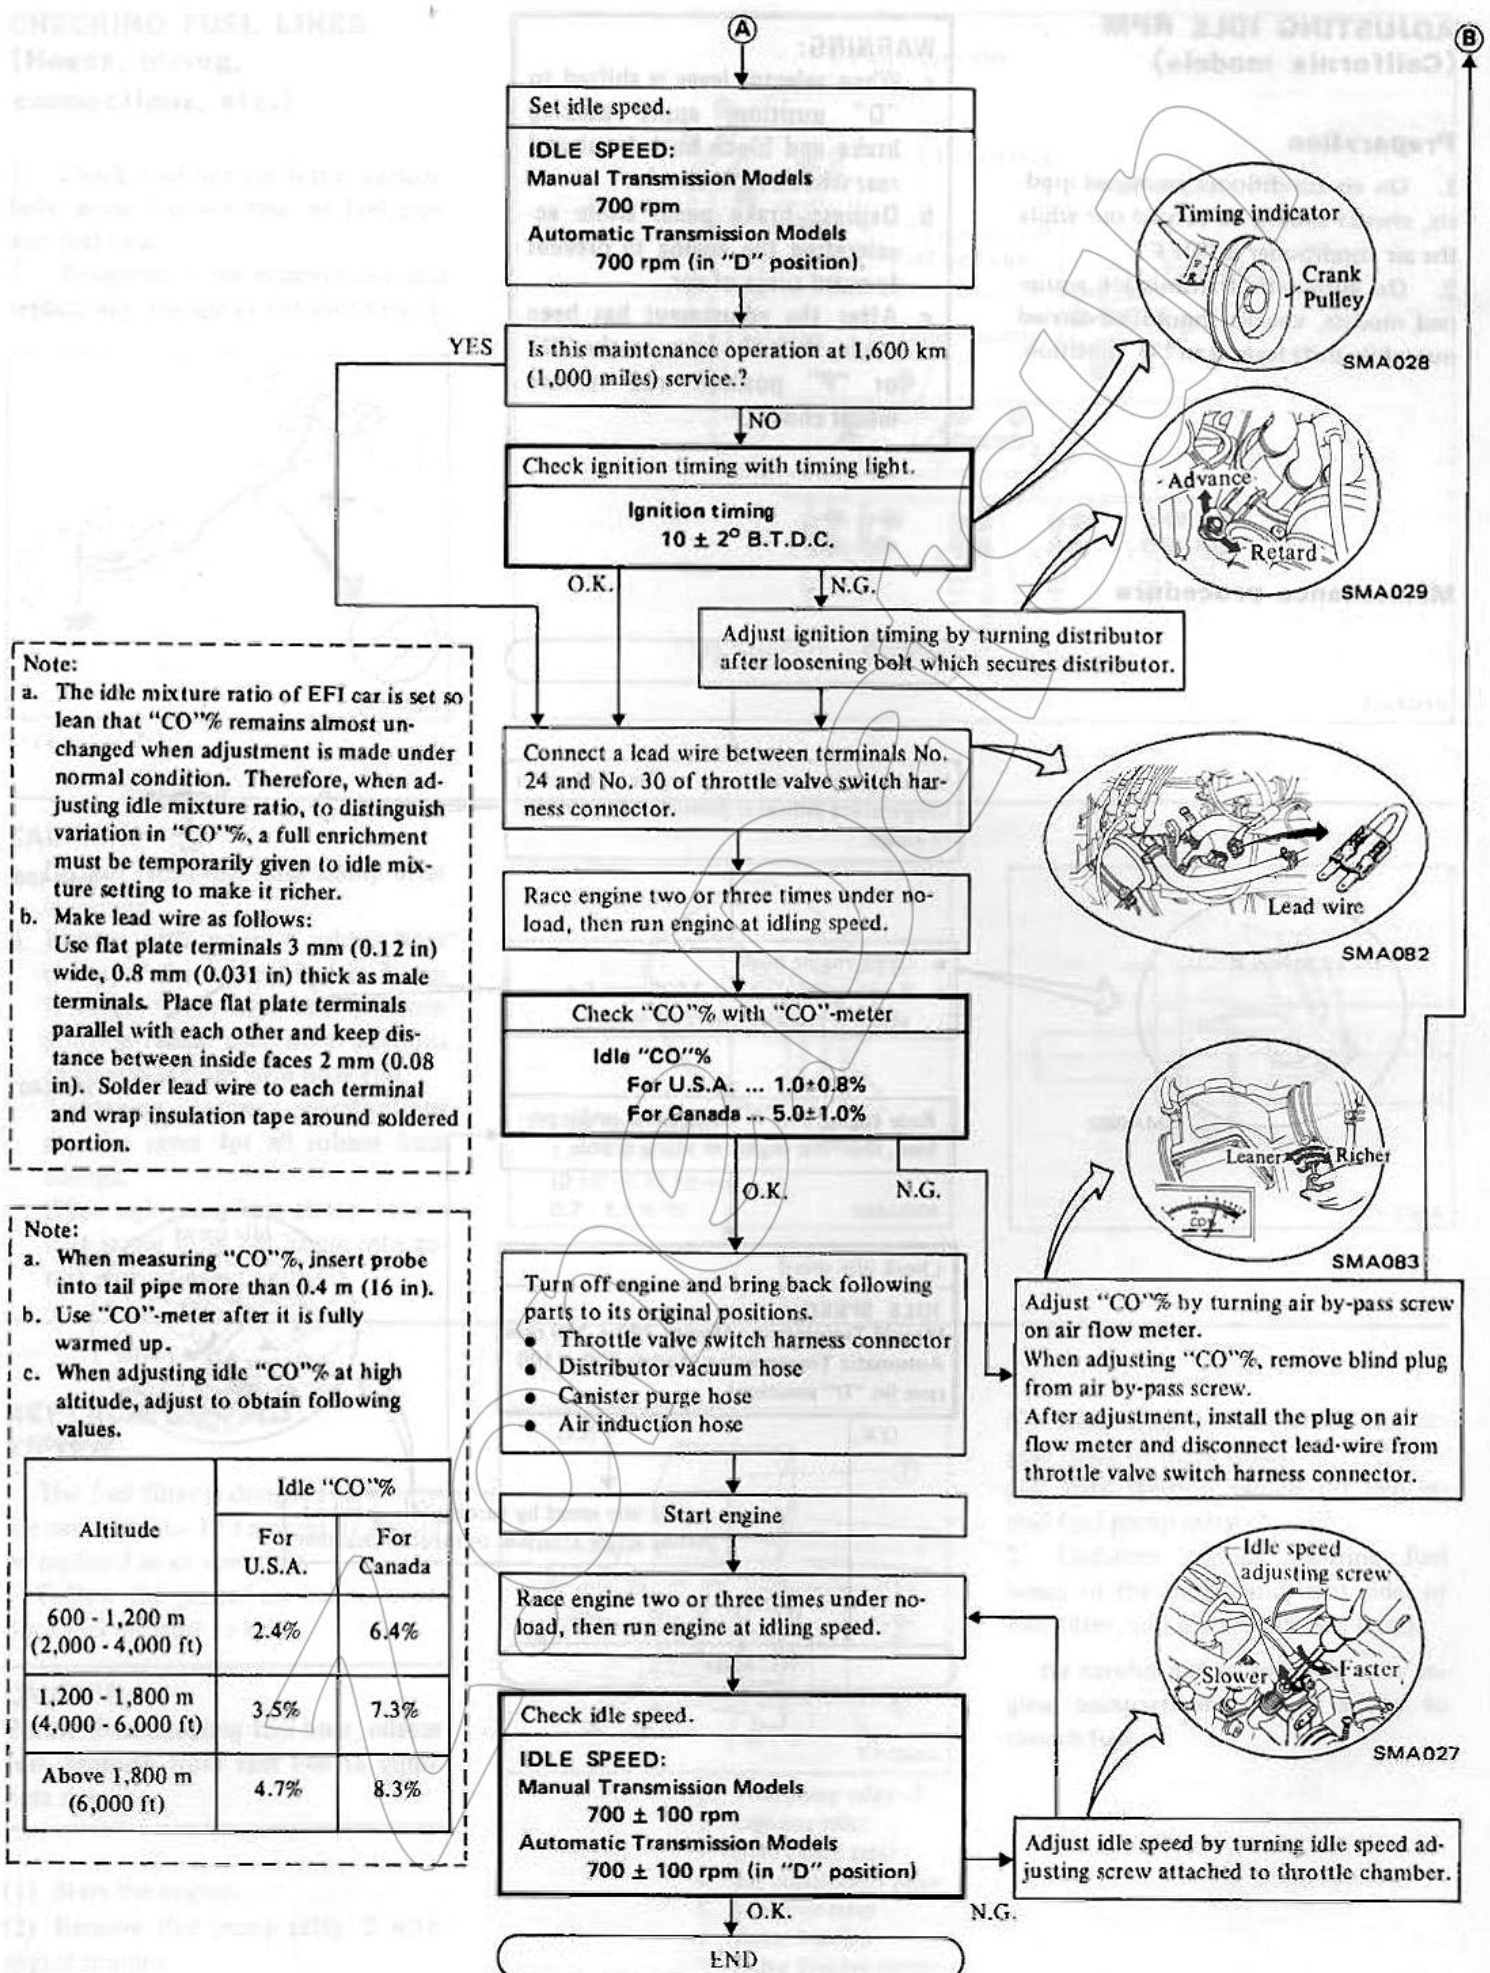 A
B
Set idle speed.
IDLE SPEED:
Manual Transmission Models
700 rpm
Automatic Transmission Models
700 rpm (in "D" position).
YES
Is this maintenance operation at 1,600 km
(1,000 miles) service.?
NO
Check ignition timing with timing light.
Ignition timing
10 ± 2° B.T.D.C.
O.K.
N.G.
Adjust ignition timing by turning distributor
after loosening bolt which secures distributor.
Connect a lead wire between terminals No.
24 and No. 30 of throttle valve switch har-
ness connector.
Race engine two or three times under no-
load, then run engine at idling speed.
Check "CO"% with "CO"-meter
Idle "CO"%
For U.S.A. ... 1.0±0.8%
For Canada ... 5.0±1.0%
O.K.
N.G.
Turn off engine and bring back following
parts to its original positions.
● Throttle valve switch harness connector
● Distributor vacuum hose
● Canister purge hose
● Air induction hose
Start engine
Race engine two or three times under no-
load, then run engine at idling speed.
Check idle speed.
IDLE SPEED:
Manual Transmission Models
700 ± 100 rpm
Automatic Transmission Models
700 ± 100 rpm (in "D" position)
O.K.
N.G.
END
Timing indicator
Crank
Pulley
SMA028
Advance
Retard
SMA029
Lead wire
SMA082
Leaner
Richer
CO%
SMA083
Adjust "CO"% by turning air by-pass screw
on air flow meter.
When adjusting "CO"%, remove blind plug
from air by-pass screw.
After adjustment, install the plug on air
flow meter and disconnect lead-wire from
throttle valve switch harness connector.
Idle speed
adjusting screw
Slower
Faster
SMA027
Adjust idle speed by turning idle speed ad-
justing screw attached to throttle chamber.
Note:
a. The idle mixture ratio of EFI car is set so
lean that "CO"% remains almost un-
changed when adjustment is made under
normal condition. Therefore, when ad-
justing idle mixture ratio, to distinguish
variation in "CO"%, a full enrichment
must be temporarily given to idle mix-
ture setting to make it richer.
b. Make lead wire as follows:
Use flat plate terminals 3 mm (0.12 in)
wide, 0.8 mm (0.031 in) thick as male
terminals. Place flat plate terminals
parallel with each other and keep dis-
tance between inside faces 2 mm (0.08
in). Solder lead wire to each terminal
and wrap insulation tape around soldered
portion.
Note:
a. When measuring "CO"%, insert probe
into tail pipe more than 0.4 m (16 in).
b. Use "CO"-meter after it is fully
warmed up.
c. When adjusting idle "CO"% at high
altitude, adjust to obtain following
values.
Altitude
Idle "CO"%
For
U.S.A.
For
Canada
600 - 1,200 m
(2,000 - 4,000 ft)
2.4%
6.4%
1,200 - 1,800 m
(4,000 - 6,000 ft)
3.5%
7.3%
Above 1,800 m
(6,000 ft)
4.7%
8.3%